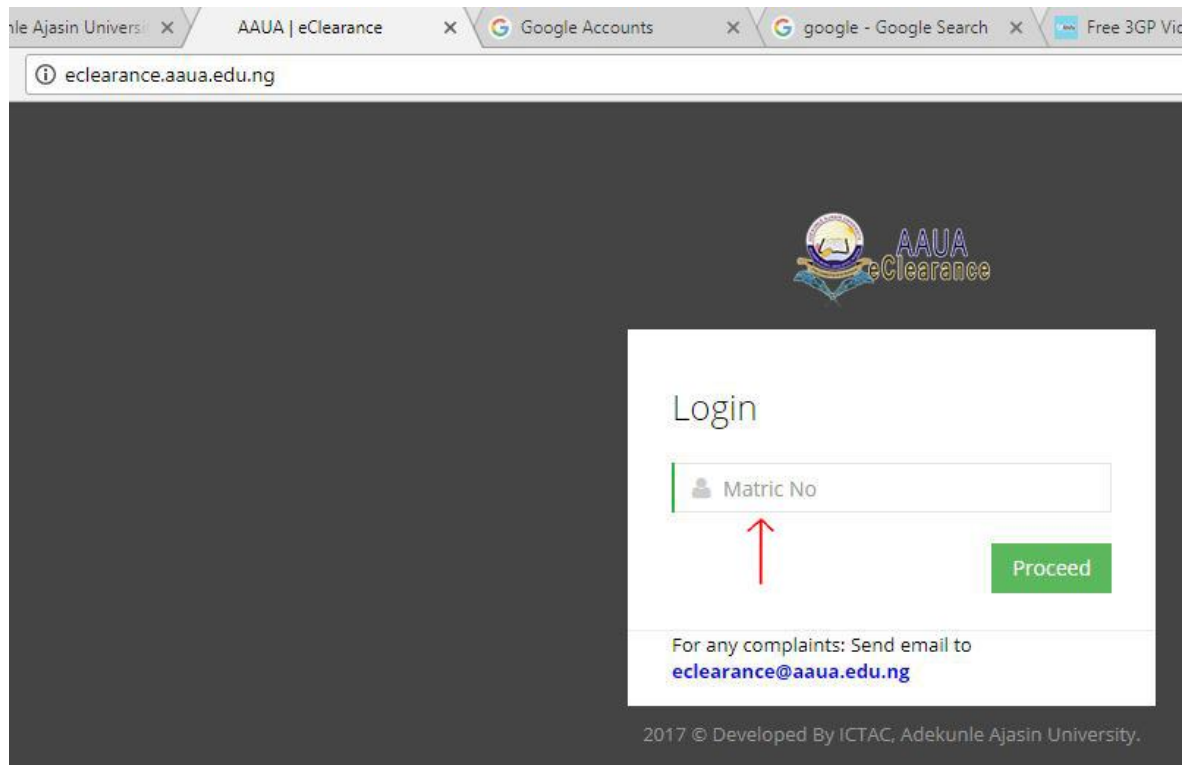 nle Ajasin Universi
AAUA | eClearance
Google Accounts
google - Google Search
Free 3GP Vid
eclearance.aaua.edu.ng
AAUA
eClearance
Login
Matric No
Proceed
For any complaints: Send email to
eclearance@aaua.edu.ng
2017 © Developed By ICTAC, Adekunle Ajasin University.